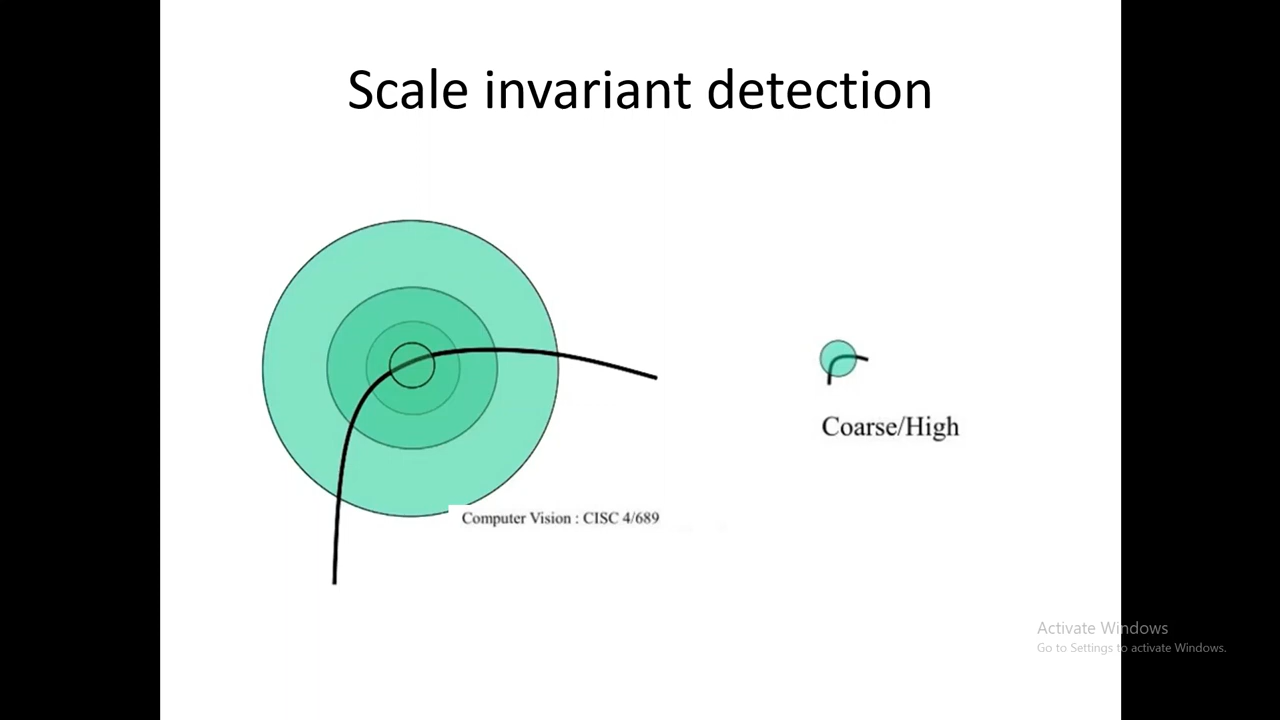 Scale invariant detection
Coarse/High
Computer Vision : CISC 4/689
Activate Windows
Go to Settings to activate Windows.